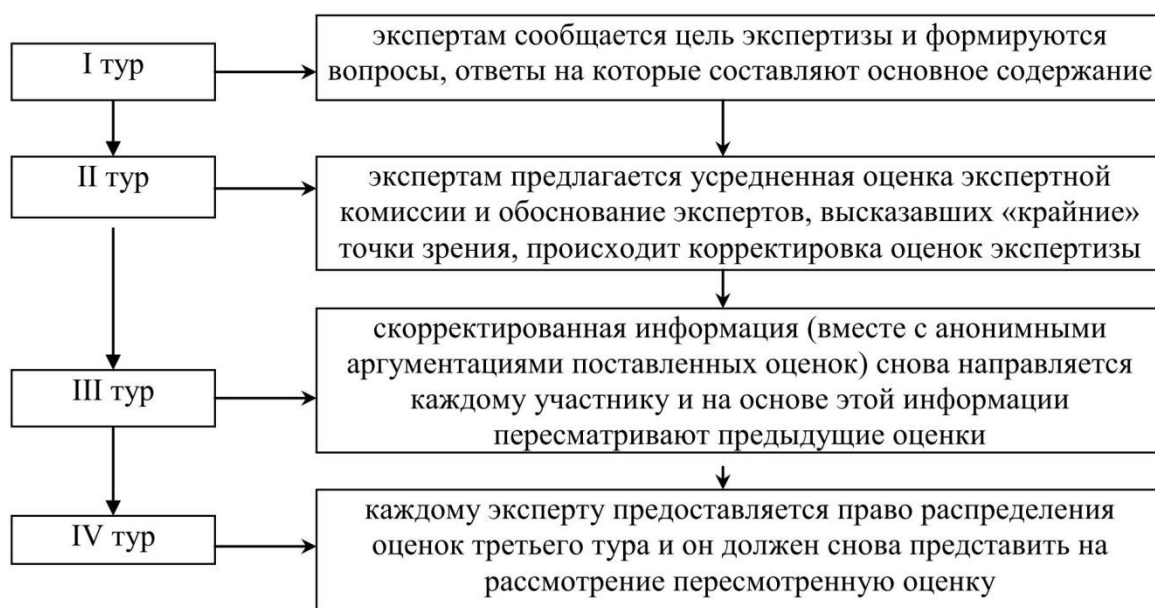 I тур
экспертам сообщается цель экспертизы и формируются
вопросы, ответы на которые составляют основное содержание
II тур
экспертам предлагается усредненная оценка экспертной
комиссии и обоснование экспертов, высказавших «крайние»
точки зрения, происходит корректировка оценок экспертизы
III тур
скорректированная информация (вместе с анонимными
аргументациями поставленных оценок) снова направляется
каждому участнику и на основе этой информации
пересматривают предыдущие оценки
IV тур
каждому эксперту предоставляется право распределения
оценок третьего тура и он должен снова представить на
рассмотрение пересмотренную оценку